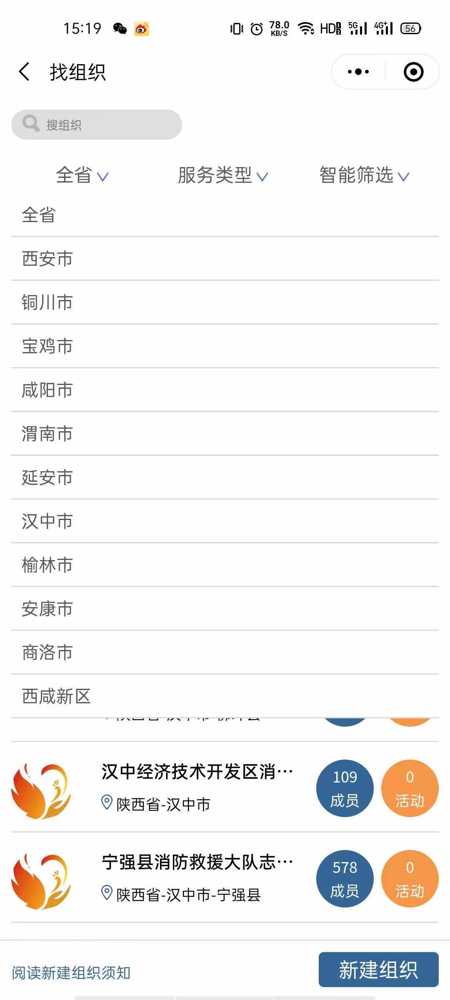 15:19 78.0 KB/S HD 1 2 5G 4G+ 56
找组织
搜组织
全省 服务类型 智能筛选
全省
西安市
铜川市
宝鸡市
咸阳市
渭南市
延安市
汉中市
榆林市
安康市
商洛市
西咸新区
汉中经济技术开发区消… 109 0
陕西省-汉中市 成员 活动
宁强县消防救援大队志… 578 0
陕西省-汉中市-宁强县 成员 活动
阅读新建组织须知 新建组织